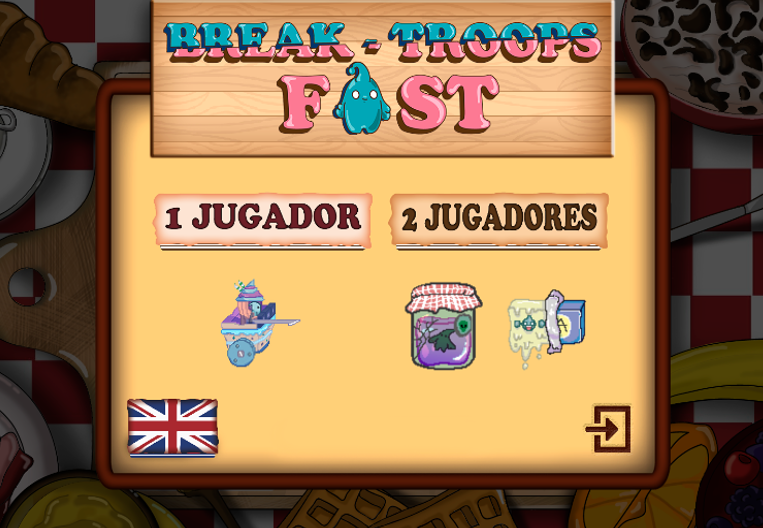 BREAK - TROOPS
FAST
1 JUGADOR
2 JUGADORES
A